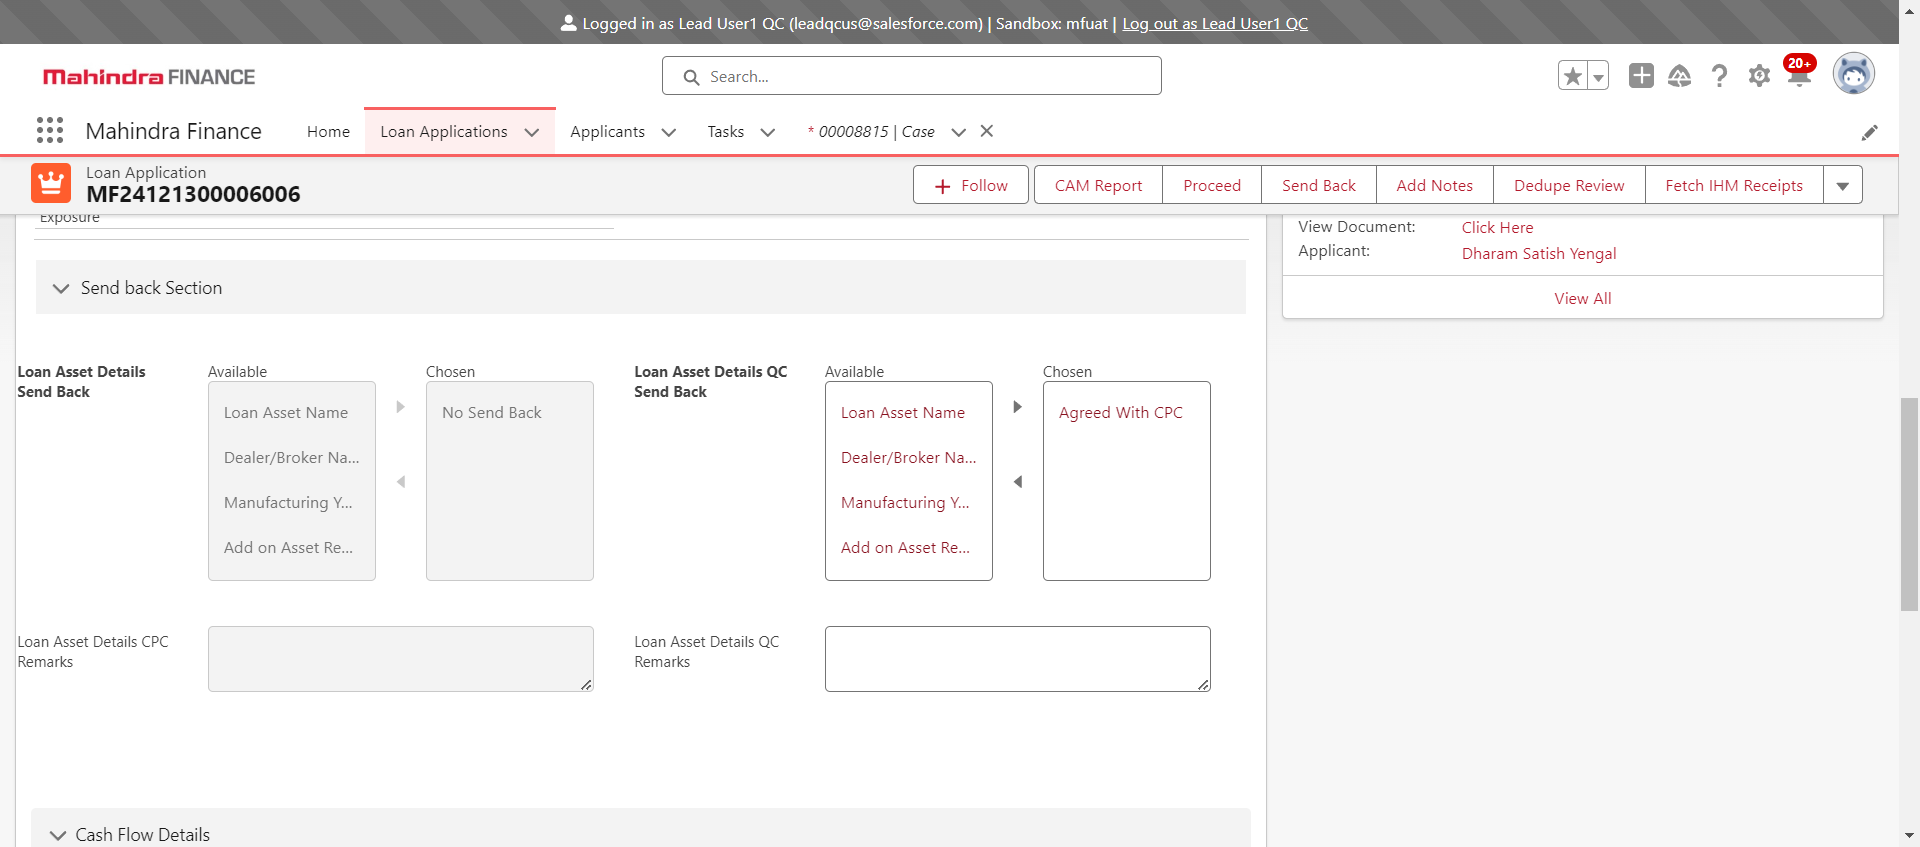 Logged in as Lead User1 QC (leadqcus@salesforce.com) | Sandbox: mfuat | Log out as Lead User1 QC
Mahindra FINANCE
Search...
20+
Mahindra Finance
Home
Loan Applications
Applicants
Tasks
* 00008815 | Case
Loan Application
MF24121300006006
Follow
CAM Report
Proceed
Send Back
Add Notes
Dedupe Review
Fetch IHM Receipts
Exposure
View Document:
Click Here
Applicant:
Dharam Satish Yengal
View All
Send back Section
Loan Asset Details
Send Back
Available
Loan Asset Name
Dealer/Broker Na...
Manufacturing Y...
Add on Asset Re...
Chosen
No Send Back
Loan Asset Details QC
Send Back
Available
Loan Asset Name
Dealer/Broker Na...
Manufacturing Y...
Add on Asset Re...
Chosen
Agreed With CPC
Loan Asset Details CPC
Remarks
Loan Asset Details QC
Remarks
Cash Flow Details